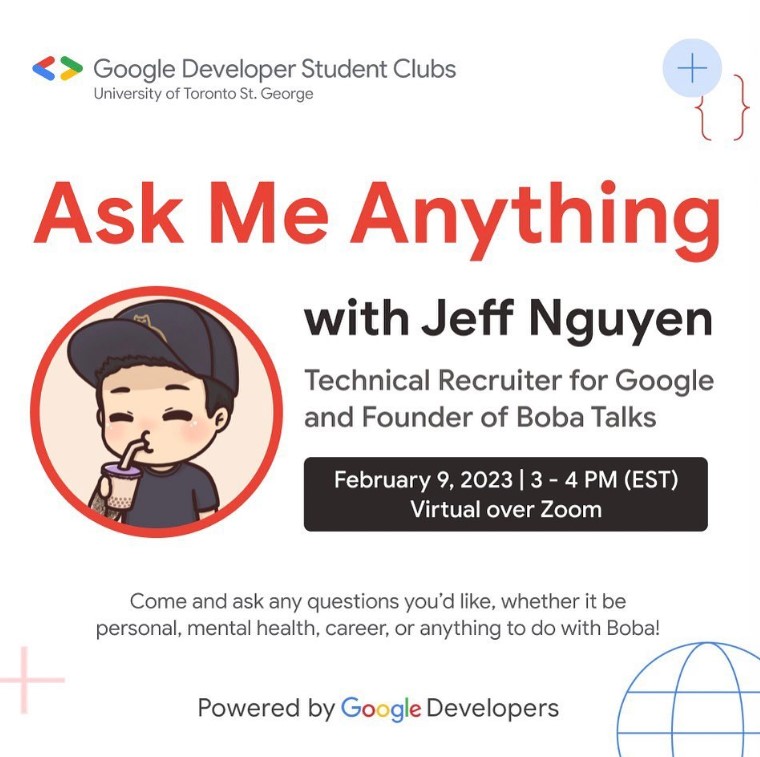 Google Developer Student Clubs
University of Toronto St. George
Ask Me Anything
with Jeff Nguyen
Technical Recruiter for Google
and Founder of Boba Talks
February 9, 2023 | 3 - 4 PM (EST)
Virtual over Zoom
Come and ask any questions you'd like, whether it be
personal, mental health, career, or anything to do with Boba!
Powered by Google Developers